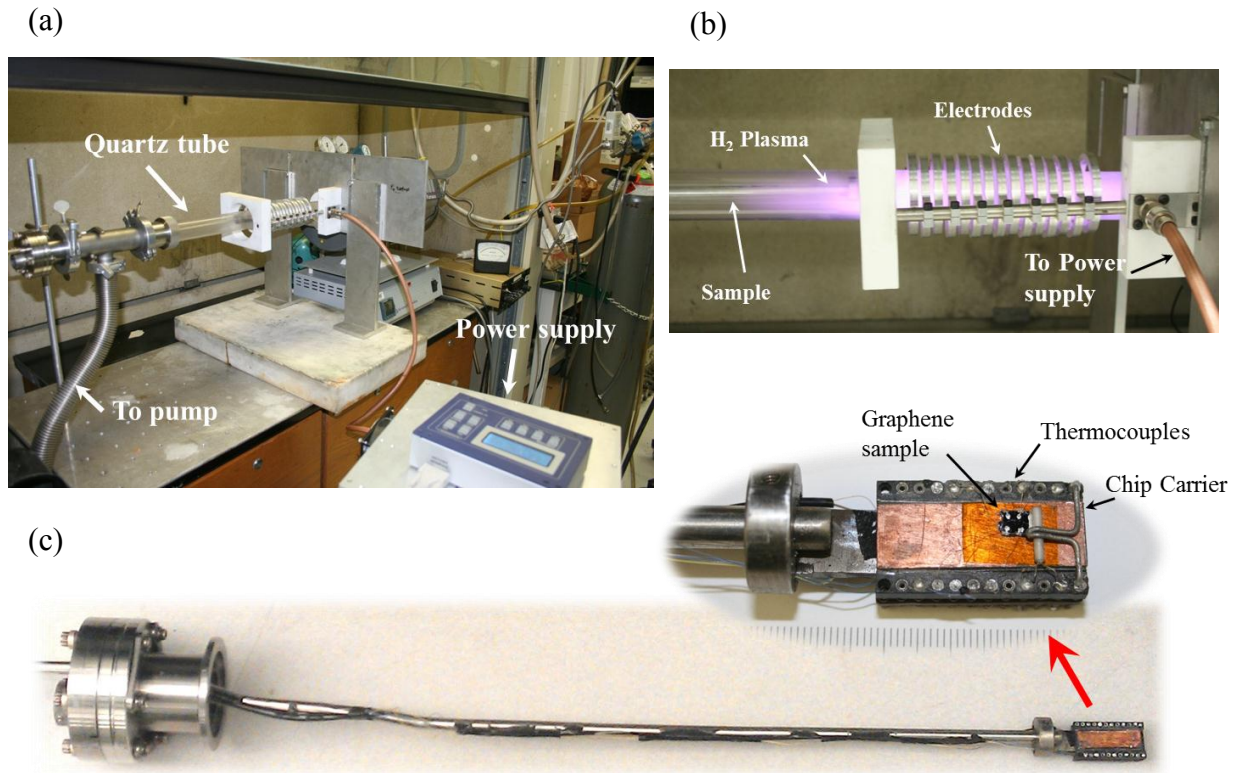 (a)
Quartz tube
Power supply
To pump
(b)
Electrodes
H₂ Plasma
Sample
To Power
supply
Graphene
sample
Thermocouples
Chip Carrier
(c)